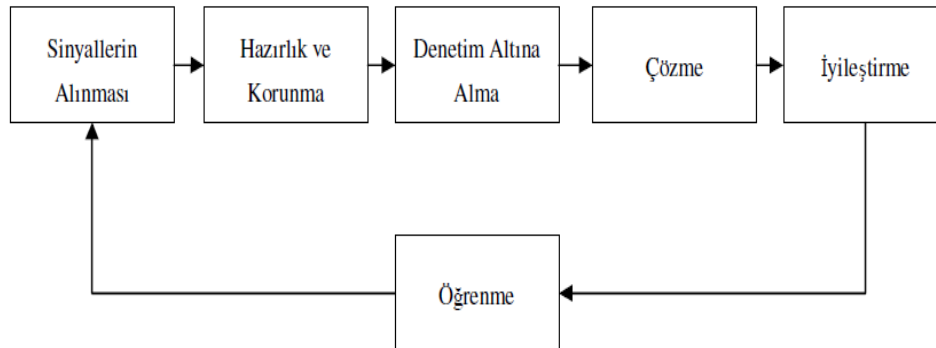 Sinyallerin
Alınması
Hazırlık ve
Korunma
Denetim Altına
Alma
Çözme
İyileştirme
Öğrenme